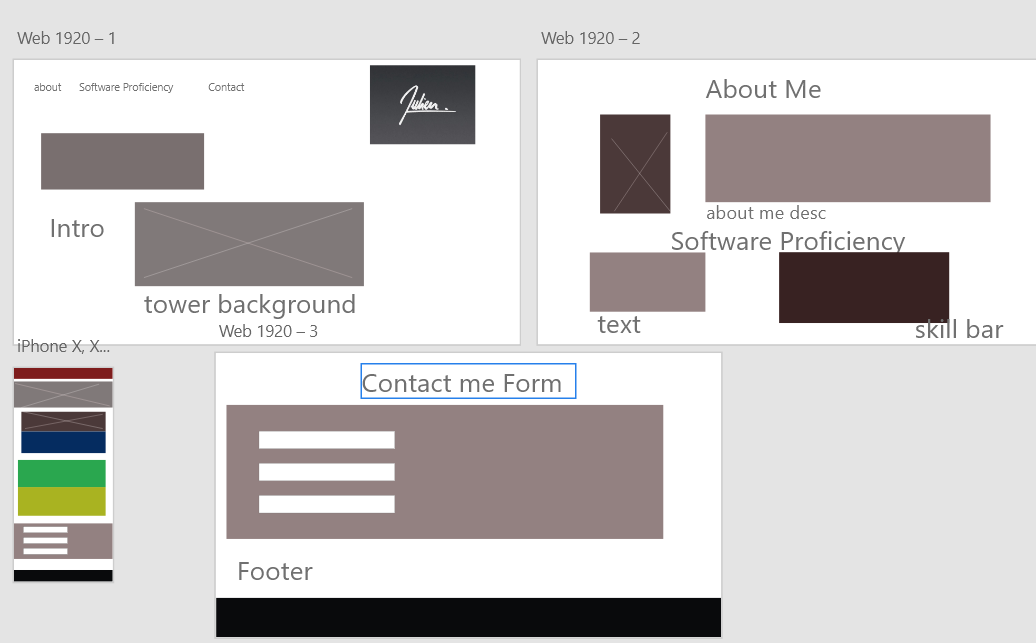 Web 1920 – 1
Web 1920 – 2
about Software Proficiency Contact
Julien.
Intro
tower background
About Me
about me desc
Software Proficiency
text
skill bar
Web 1920 – 3
iPhone X, X...
Contact me Form
Footer